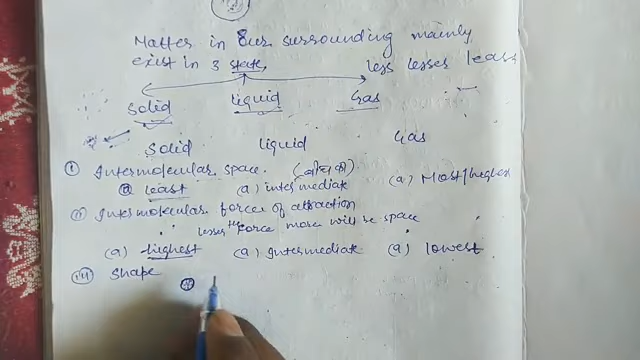 Matter in our surrounding mainly
exist in 3 state, less lesses least
Solid liquid Gas
Solid liquid Gas
(i) Intermolecular space.
(a) least (a) intermediate (a) Most/highest
(ii) Intermolecular forces of attraction
lesser the force more will be space
(a) highest (a) Intermediate (a) lowest
(iii) Shape